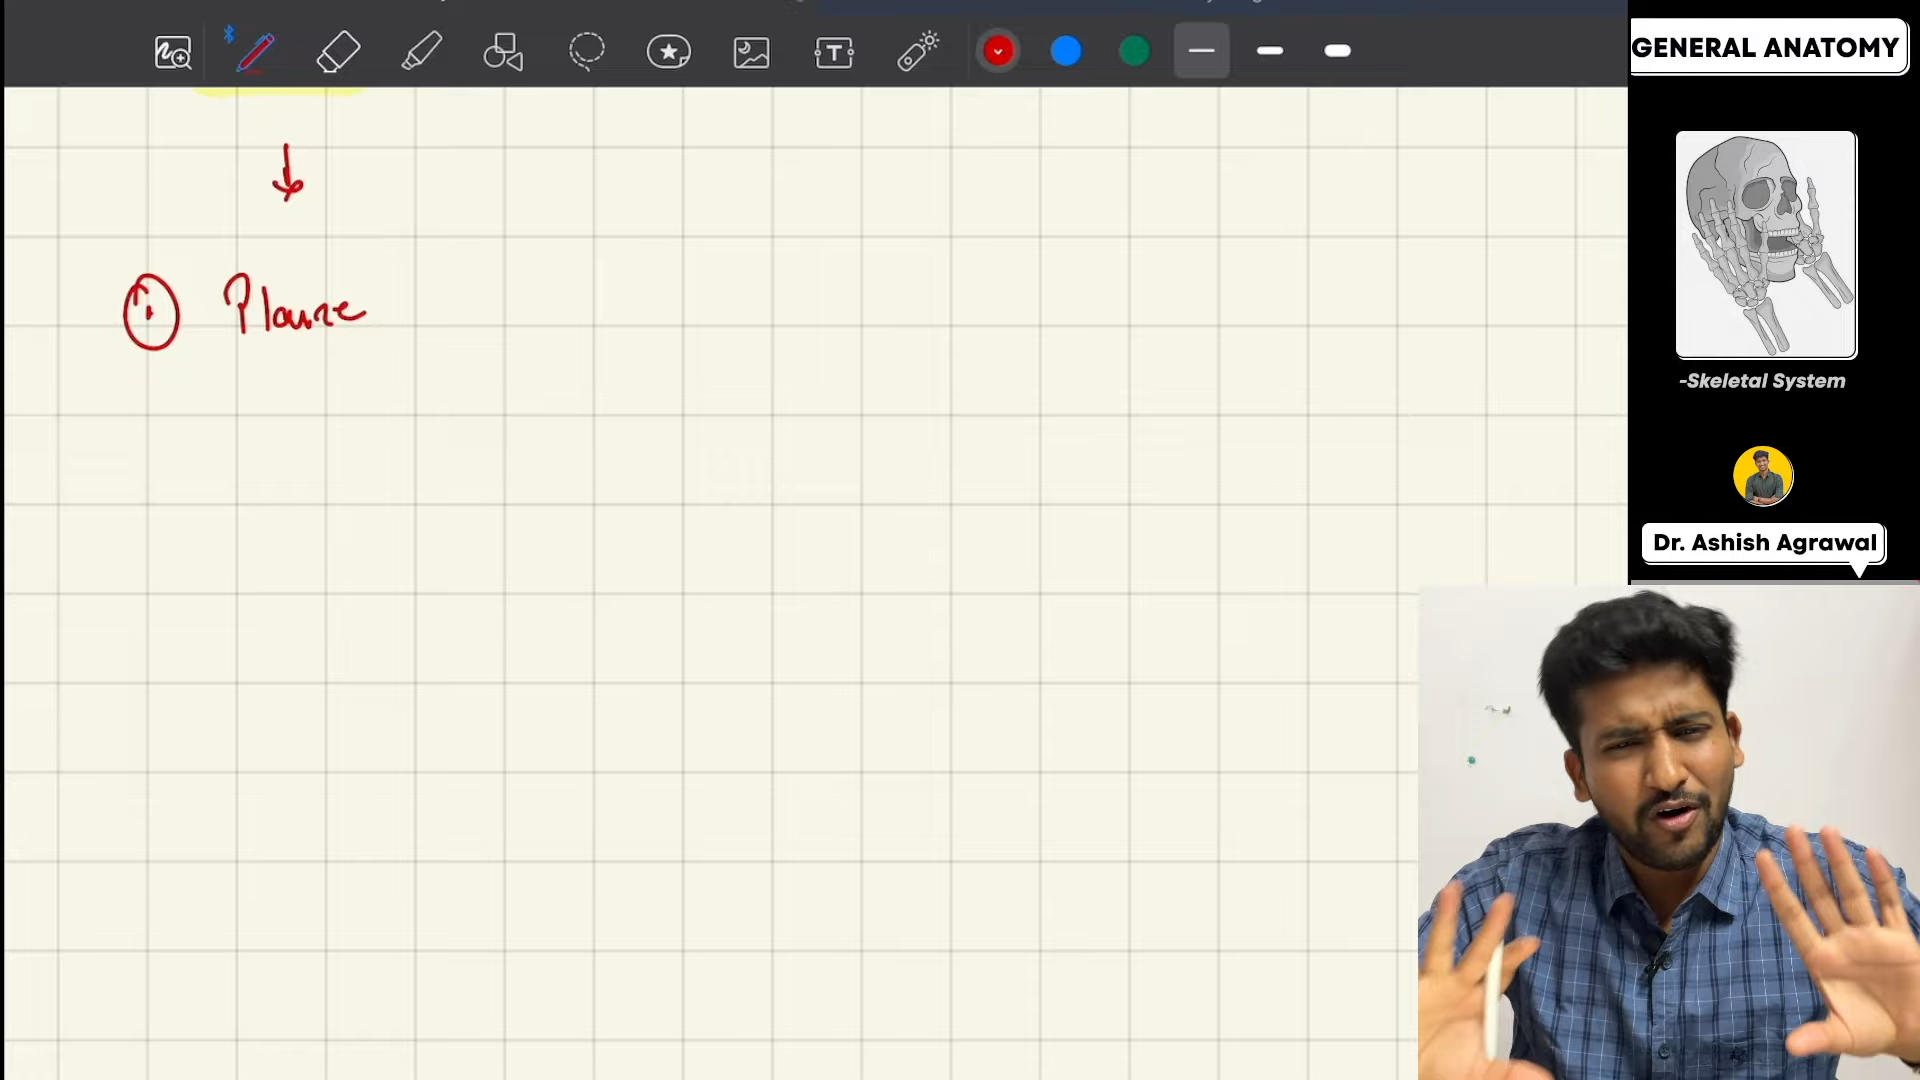 GENERAL ANATOMY
T
1 Plane
-Skeletal System
Dr. Ashish Agrawal